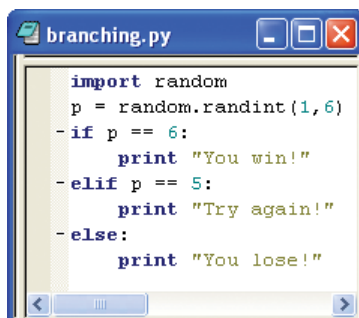 branching.py
import random
p = random.randint(1,6)
if p == 6:
    print "You win!"
elif p == 5:
    print "Try again!"
else:
    print "You lose!"